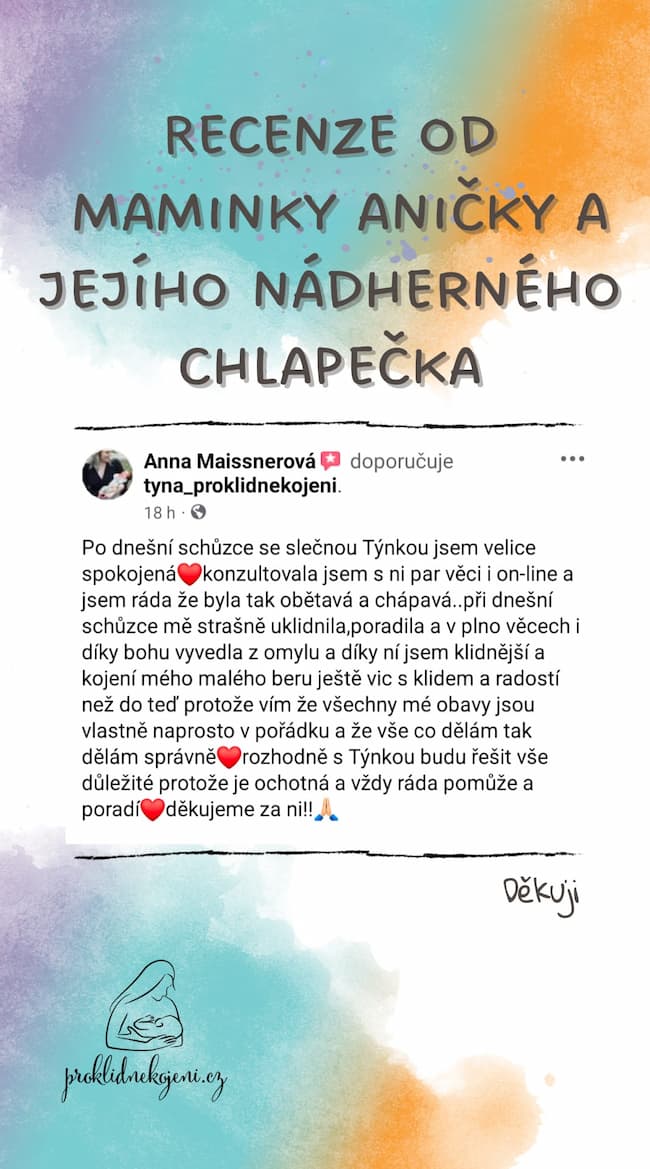 RECENZE OD
MAMINKY ANIČKY A
JEJÍHO NÁDHERNÉHO
CHLAPEČKA
Anna Maissnerová doporučuje
tyna_proklidnekojeni.
18 h ·
Po dnešní schůzce se slečnou Týnkou jsem velice
spokojená❤️konzultovala jsem s ni par věci i on-line a
jsem ráda že byla tak obětavá a chápavá..při dnešní
schůzce mě strašně uklidnila,poradila a v plno věcech i
díky bohu vyvedla z omylu a díky ní jsem klidnější a
kojení mého malého beru ještě vic s klidem a radostí
než do teď protože vím že všechny mé obavy jsou
vlastně naprosto v pořádku a že vše co dělám tak
dělám správně❤️rozhodně s Týnkou budu řešit vše
důležité protože je ochotná a vždy ráda pomůže a
poradí❤️děkujeme za ni!!🙏🏼
Děkuji
proklidnekojeni.cz